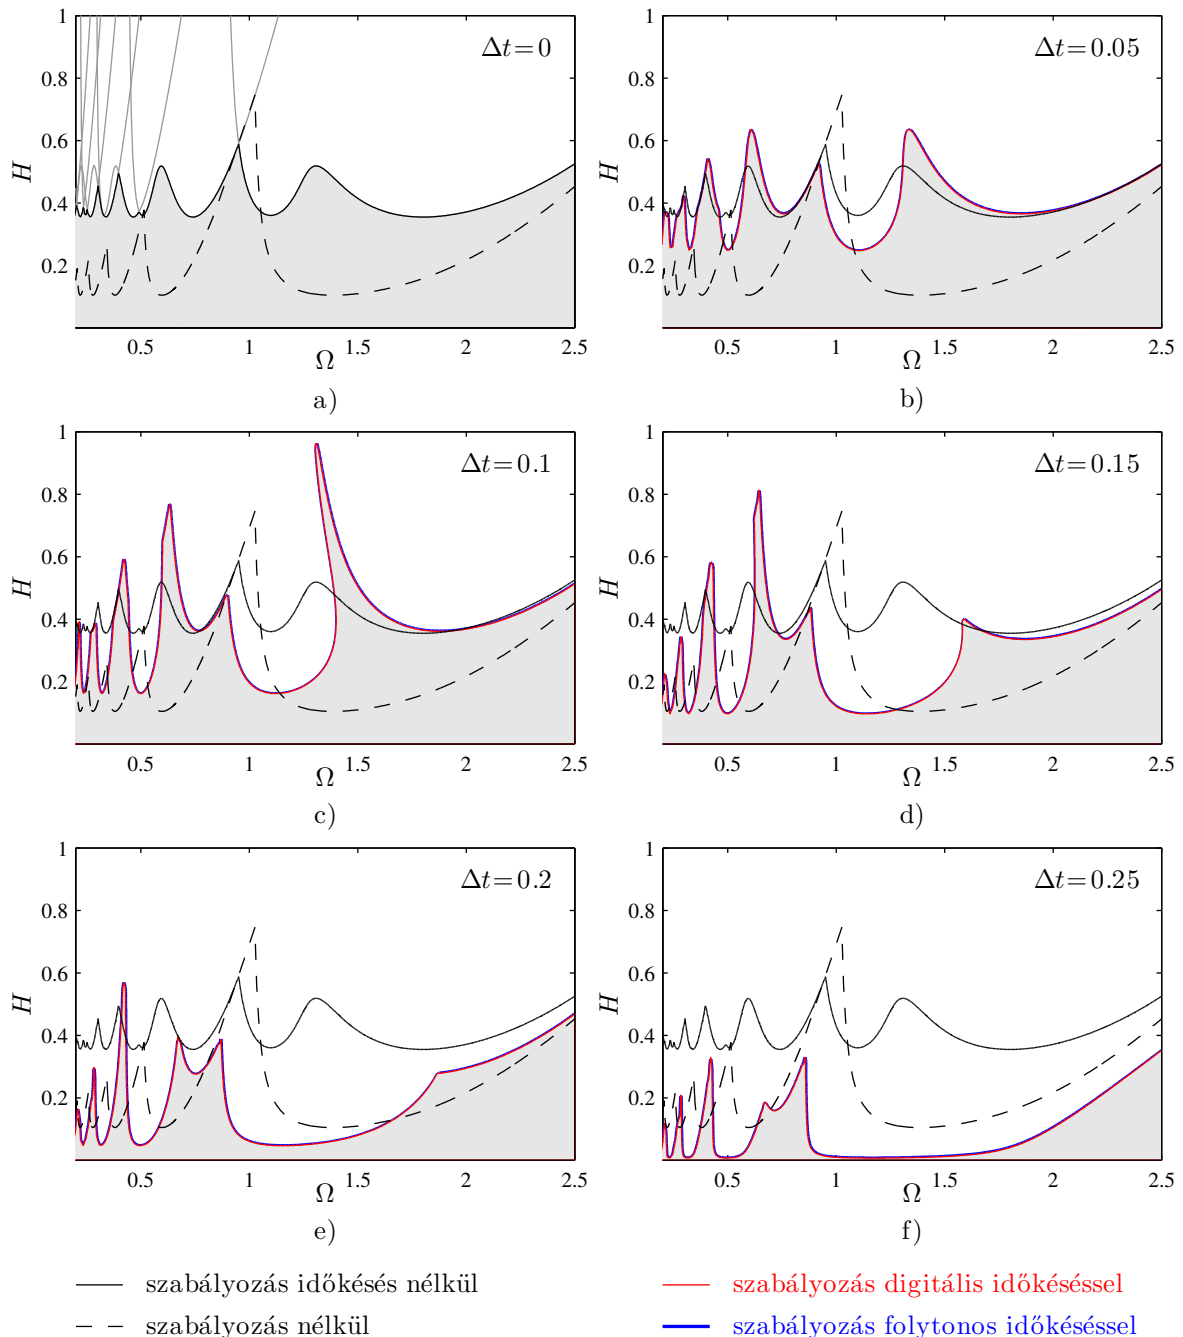 1
0.8
0.6
0.4
0.2
H
Δt=0
0.5 1 1.5 2 2.5
Ω
a)
1
0.8
0.6
0.4
0.2
H
Δt=0.05
0.5 1 1.5 2 2.5
Ω
b)
1
0.8
0.6
0.4
0.2
H
Δt=0.1
0.5 1 1.5 2 2.5
Ω
c)
1
0.8
0.6
0.4
0.2
H
Δt=0.15
0.5 1 1.5 2 2.5
Ω
d)
1
0.8
0.6
0.4
0.2
H
Δt=0.2
0.5 1 1.5 2 2.5
Ω
e)
1
0.8
0.6
0.4
0.2
H
Δt=0.25
0.5 1 1.5 2 2.5
Ω
f)
szabályozás időkésés nélkül
szabályozás nélkül
szabályozás digitális időkéséssel
szabályozás folytonos időkéséssel